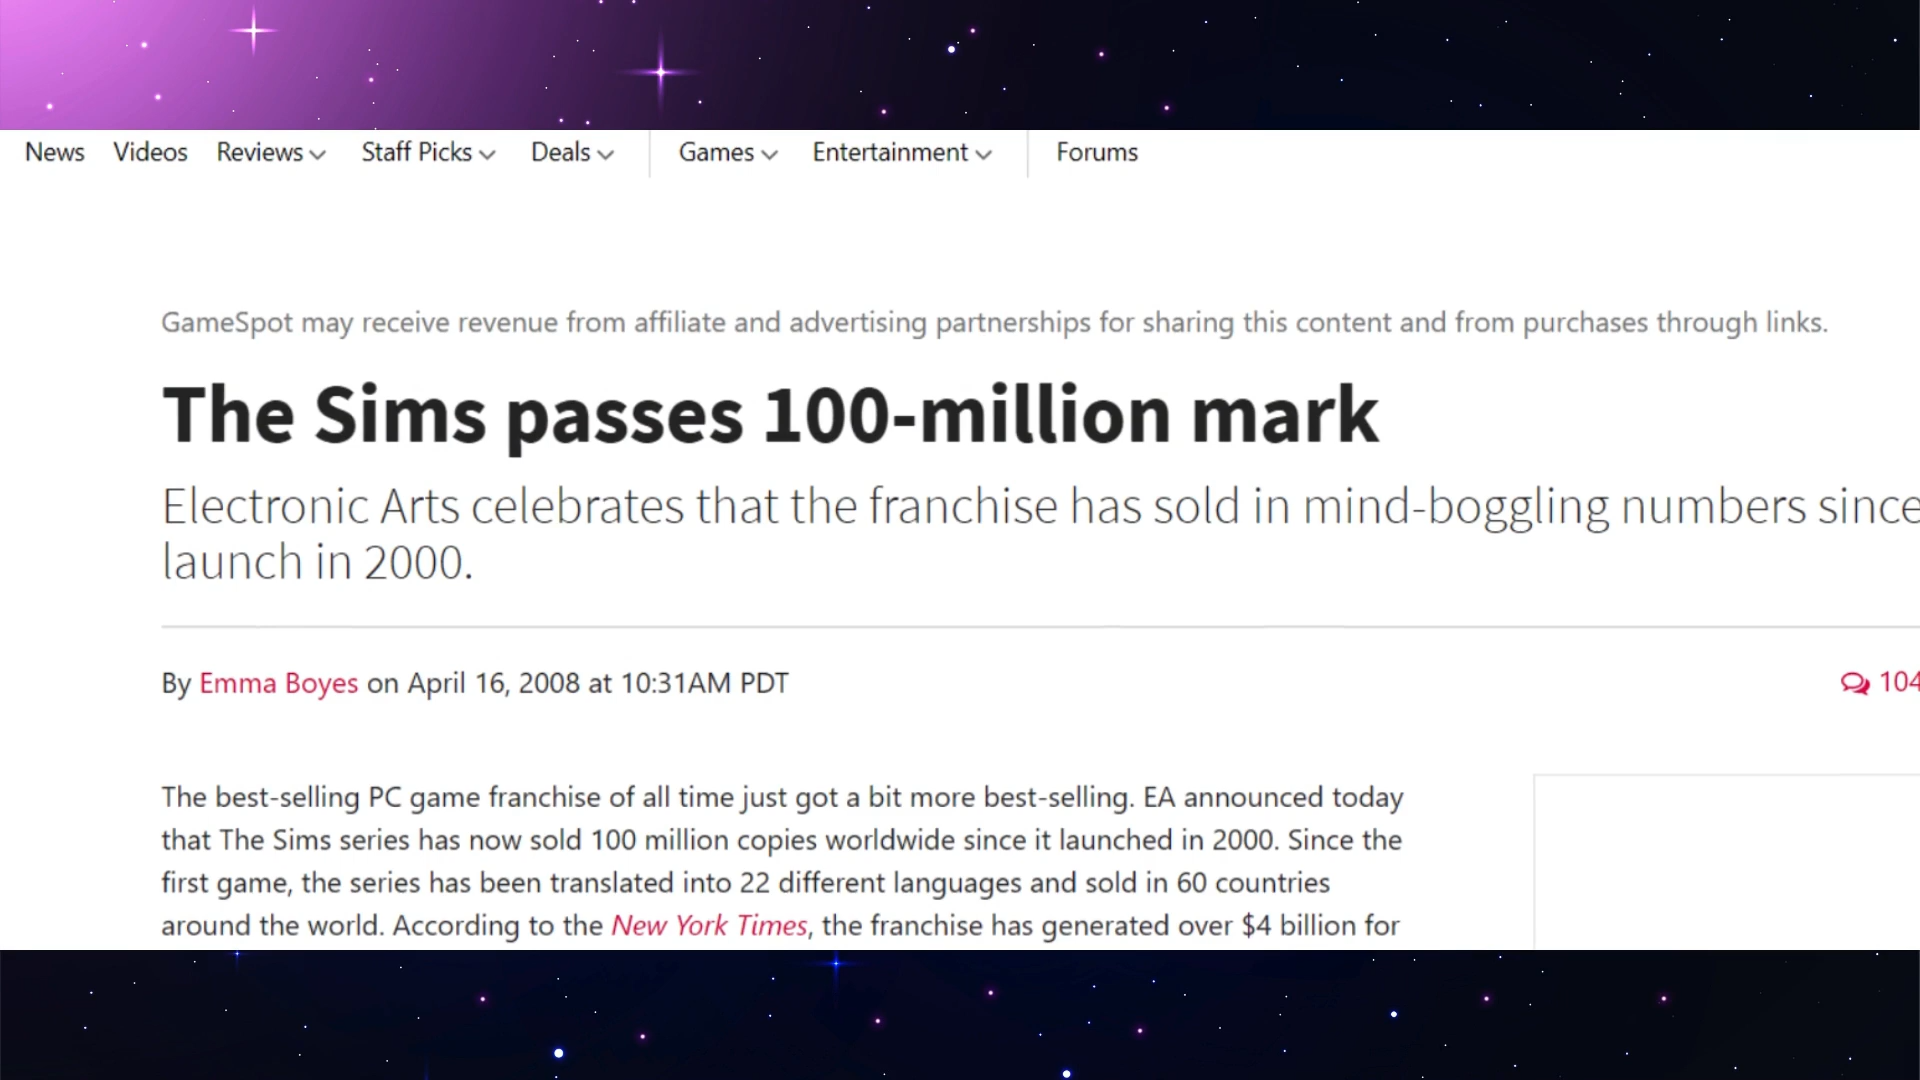 News Videos Reviews Staff Picks Deals Games Entertainment Forums
GameSpot may receive revenue from affiliate and advertising partnerships for sharing this content and from purchases through links.
The Sims passes 100-million mark
Electronic Arts celebrates that the franchise has sold in mind-boggling numbers since
launch in 2000.
By Emma Boyes on April 16, 2008 at 10:31AM PDT
104
The best-selling PC game franchise of all time just got a bit more best-selling. EA announced today
that The Sims series has now sold 100 million copies worldwide since it launched in 2000. Since the
first game, the series has been translated into 22 different languages and sold in 60 countries
around the world. According to the New York Times, the franchise has generated over $4 billion for